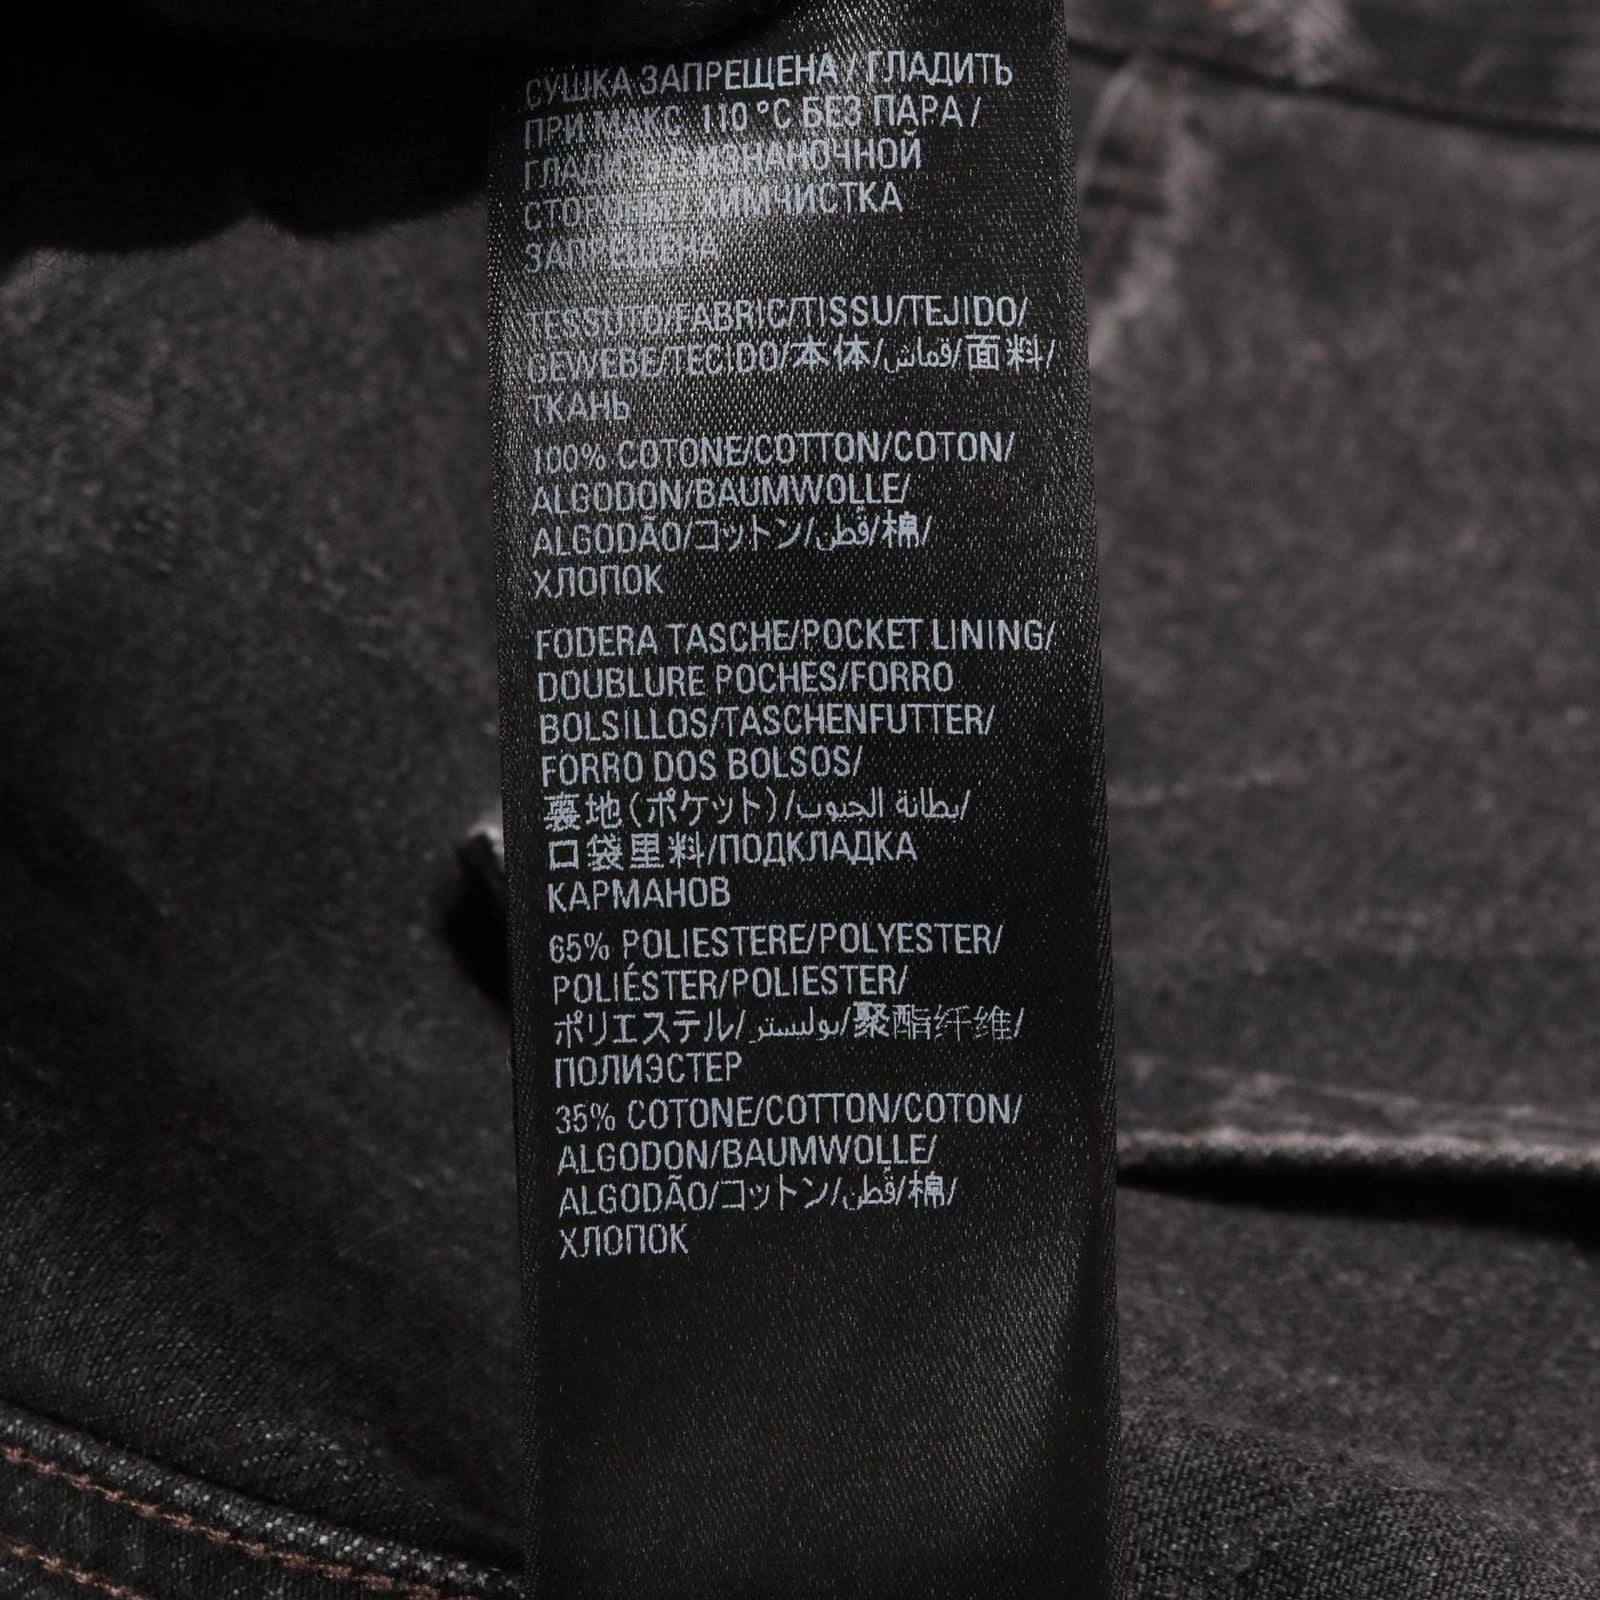 СУШКА ЗАПРЕЩЕНА / ГЛАДИТЬ
ПРИ МАКС. 110 °C БЕЗ ПАРА /
ГЛАДИТЬ С ИЗНАНОЧНОЙ
СТОРОНЫ / ХИМЧИСТКА
ЗАПРЕЩЕНА
TESSUTO/FABRIC/TISSU/TEJIDO/
GEWEBE/TECIDO/本体/قماش/面料/
ТКАНЬ
100% COTONE/COTTON/COTON/
ALGODON/BAUMWOLLE/
ALGODÃO/コットン/قطن/棉/
ХЛОПОК
FODERA TASCHE/POCKET LINING/
DOUBLURE POCHES/FORRO
BOLSILLOS/TASCHENFUTTER/
FORRO DOS BOLSOS/
裏地(ポケット)/بطانة الجيوب/
口袋里料/ПОДКЛАДКА
КАРМАНОВ
65% POLIESTERE/POLYESTER/
POLIÉSTER/POLIESTER/
ポリエステル/بوليستر/聚酯纤维/
ПОЛИЭСТЕР
35% COTONE/COTTON/COTON/
ALGODON/BAUMWOLLE/
ALGODÃO/コットン/قطن/棉/
ХЛОПОК